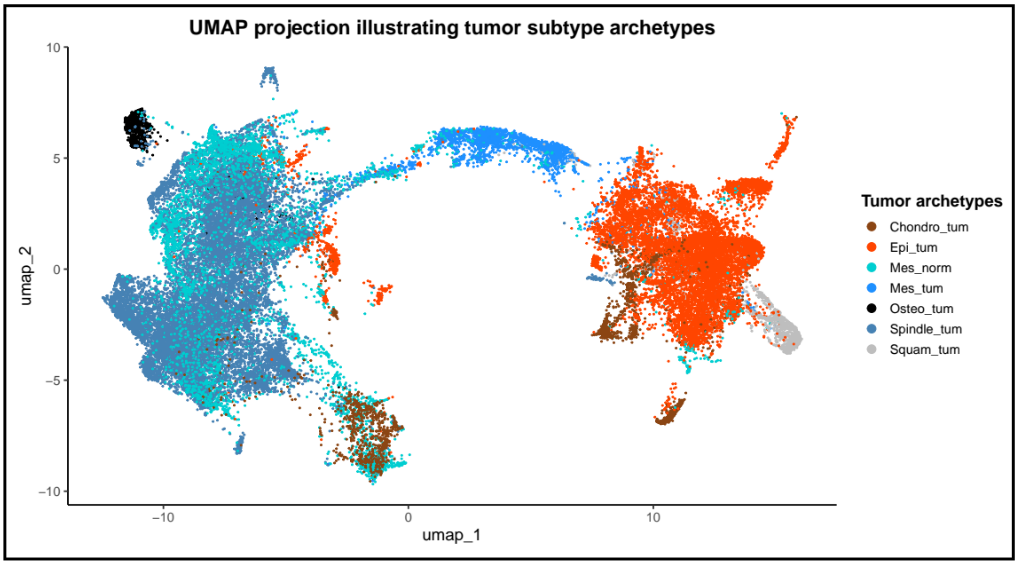 UMAP projection illustrating tumor subtype archetypes
10
5
0
−5
−10
umap_2
−10
0
10
umap_1
Tumor archetypes
Chondro_tum
Epi_tum
Mes_norm
Mes_tum
Osteo_tum
Spindle_tum
Squam_tum